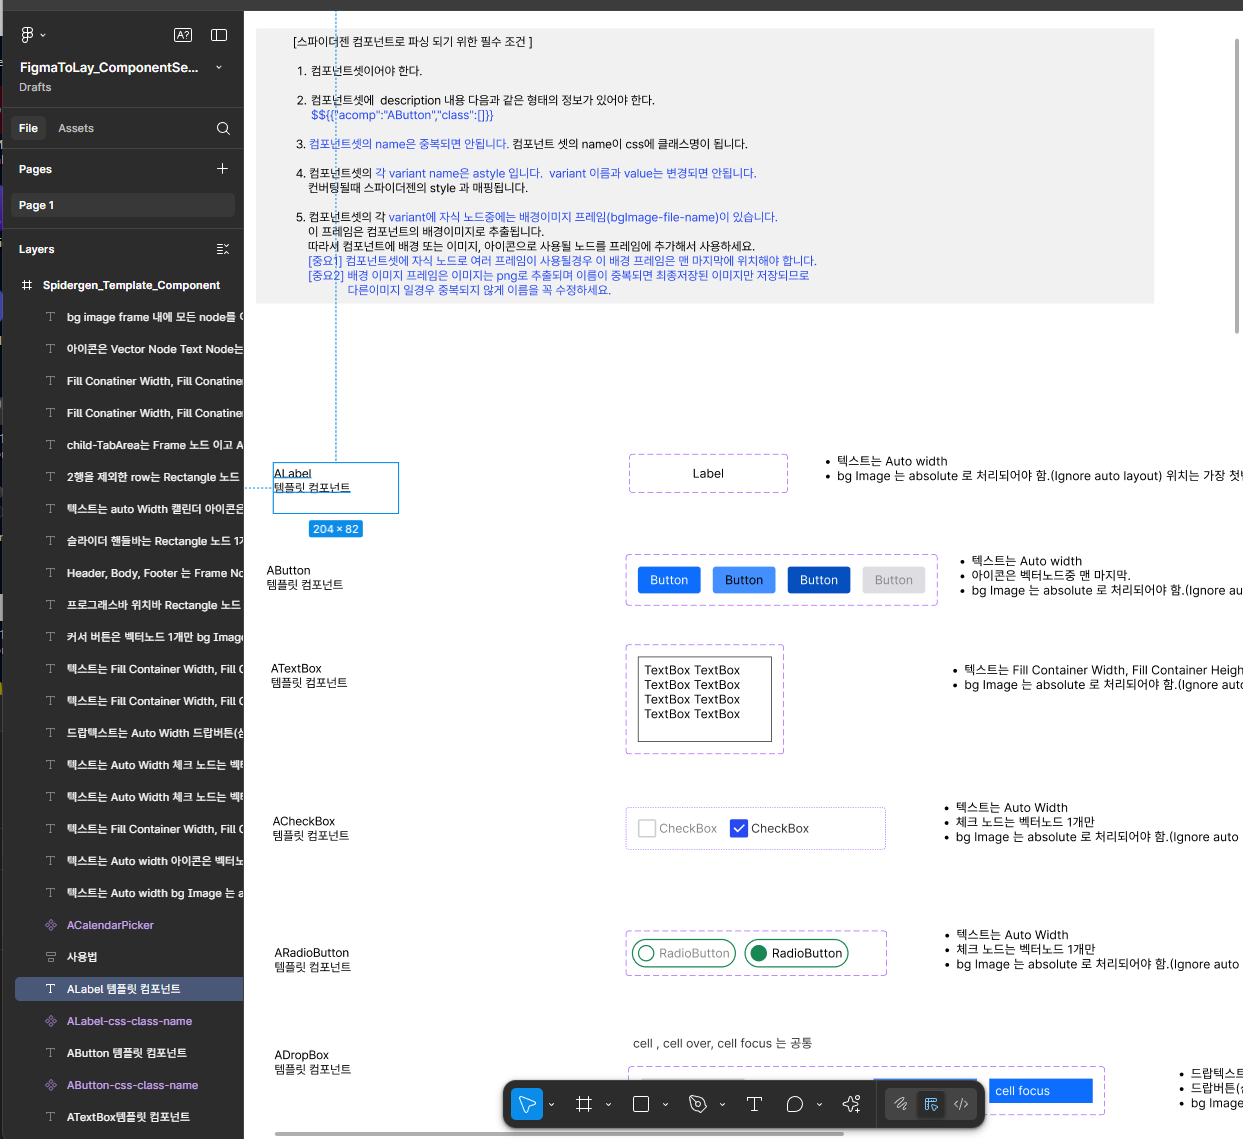 A?
FigmaToLay_ComponentSe...
Drafts
File
Assets
Pages
Page 1
Layers
Spidergen_Template_Component
bg image frame 내에 모든 node를
아이콘은 Vector Node Text Node는
Fill Conatiner Width, Fill Conatine
Fill Conatiner Width, Fill Conatine
child-TabArea는 Frame 노드 이고 A
2행을 제외한 row는 Rectangle 노드
텍스트는 auto Width 캘린더 아이콘은
슬라이더 핸들바는 Rectangle 노드 1
Header, Body, Footer 는 Frame No
프로그래스바 위치바 Rectangle 노드
커서 버튼은 벡터노드 1개만 bg Imag
텍스트는 Fill Container Width, Fill C
텍스트는 Fill Container Width, Fill C
드랍텍스트는 Auto Width 드랍버튼(심
텍스트는 Auto Width 체크 노드는 벡
텍스트는 Auto Width 체크 노드는 벡
텍스트는 Fill Container Width, Fill C
텍스트는 Auto width 아이콘은 벡터노
텍스트는 Auto width bg Image 는 a
ACalendarPicker
사용법
ALabel 템플릿 컴포넌트
ALabel-css-class-name
AButton 템플릿 컴포넌트
AButton-css-class-name
ATextBox템플릿 컴포넌트
[스파이더젠 컴포넌트로 파싱 되기 위한 필수 조건 ]
1. 컴포넌트셋이어야 한다.
2. 컴포넌트셋에 description 내용 다음과 같은 형태의 정보가 있어야 한다.
$${{"acomp":"AButton","class":[]}}
3. 컴포넌트셋의 name은 중복되면 안됩니다. 컴포넌트 셋의 name이 css에 클래스명이 됩니다.
4. 컴포넌트셋의 각 variant name은 astyle 입니다. variant 이름과 value는 변경되면 안됩니다.
컨버팅될때 스파이더젠의 style 과 매핑됩니다.
5. 컴포넌트셋의 각 variant에 자식 노드중에는 배경이미지 프레임(bgImage-file-name)이 있습니다.
이 프레임은 컴포넌트의 배경이미지로 추출됩니다.
따라서 컴포넌트에 배경 또는 이미지, 아이콘으로 사용될 노드를 프레임에 추가해서 사용하세요.
[중요1] 컴포넌트셋에 자식 노드로 여러 프레임이 사용될경우 이 배경 프레임은 맨 마지막에 위치해야 합니다.
[중요2] 배경 이미지 프레임은 이미지는 png로 추출되며 이름이 중복되면 최종저장된 이미지만 저장되므로
다른이미지 일경우 중복되지 않게 이름을 꼭 수정하세요.
ALabel
템플릿 컴포넌트
204 × 82
Label
• 텍스트는 Auto width
• bg Image 는 absolute 로 처리되어야 함.(Ignore auto layout) 위치는 가장 첫번
AButton
템플릿 컴포넌트
Button Button Button Button
• 텍스트는 Auto width
• 아이콘은 벡터노드중 맨 마지막.
• bg Image 는 absolute 로 처리되어야 함.(Ignore au
ATextBox
템플릿 컴포넌트
TextBox TextBox
TextBox TextBox
TextBox TextBox
TextBox TextBox
• 텍스트는 Fill Container Width, Fill Container Heigh
• bg Image 는 absolute 로 처리되어야 함.(Ignore auto
ACheckBox
템플릿 컴포넌트
CheckBox CheckBox
• 텍스트는 Auto Width
• 체크 노드는 벡터노드 1개만
• bg Image 는 absolute 로 처리되어야 함.(Ignore auto
ARadioButton
템플릿 컴포넌트
RadioButton RadioButton
• 텍스트는 Auto Width
• 체크 노드는 벡터노드 1개만
• bg Image 는 absolute 로 처리되어야 함.(Ignore auto
ADropBox
템플릿 컴포넌트
cell , cell over, cell focus 는 공통
cell focus
• 드랍텍스트
• 드랍버튼(심
• bg Image